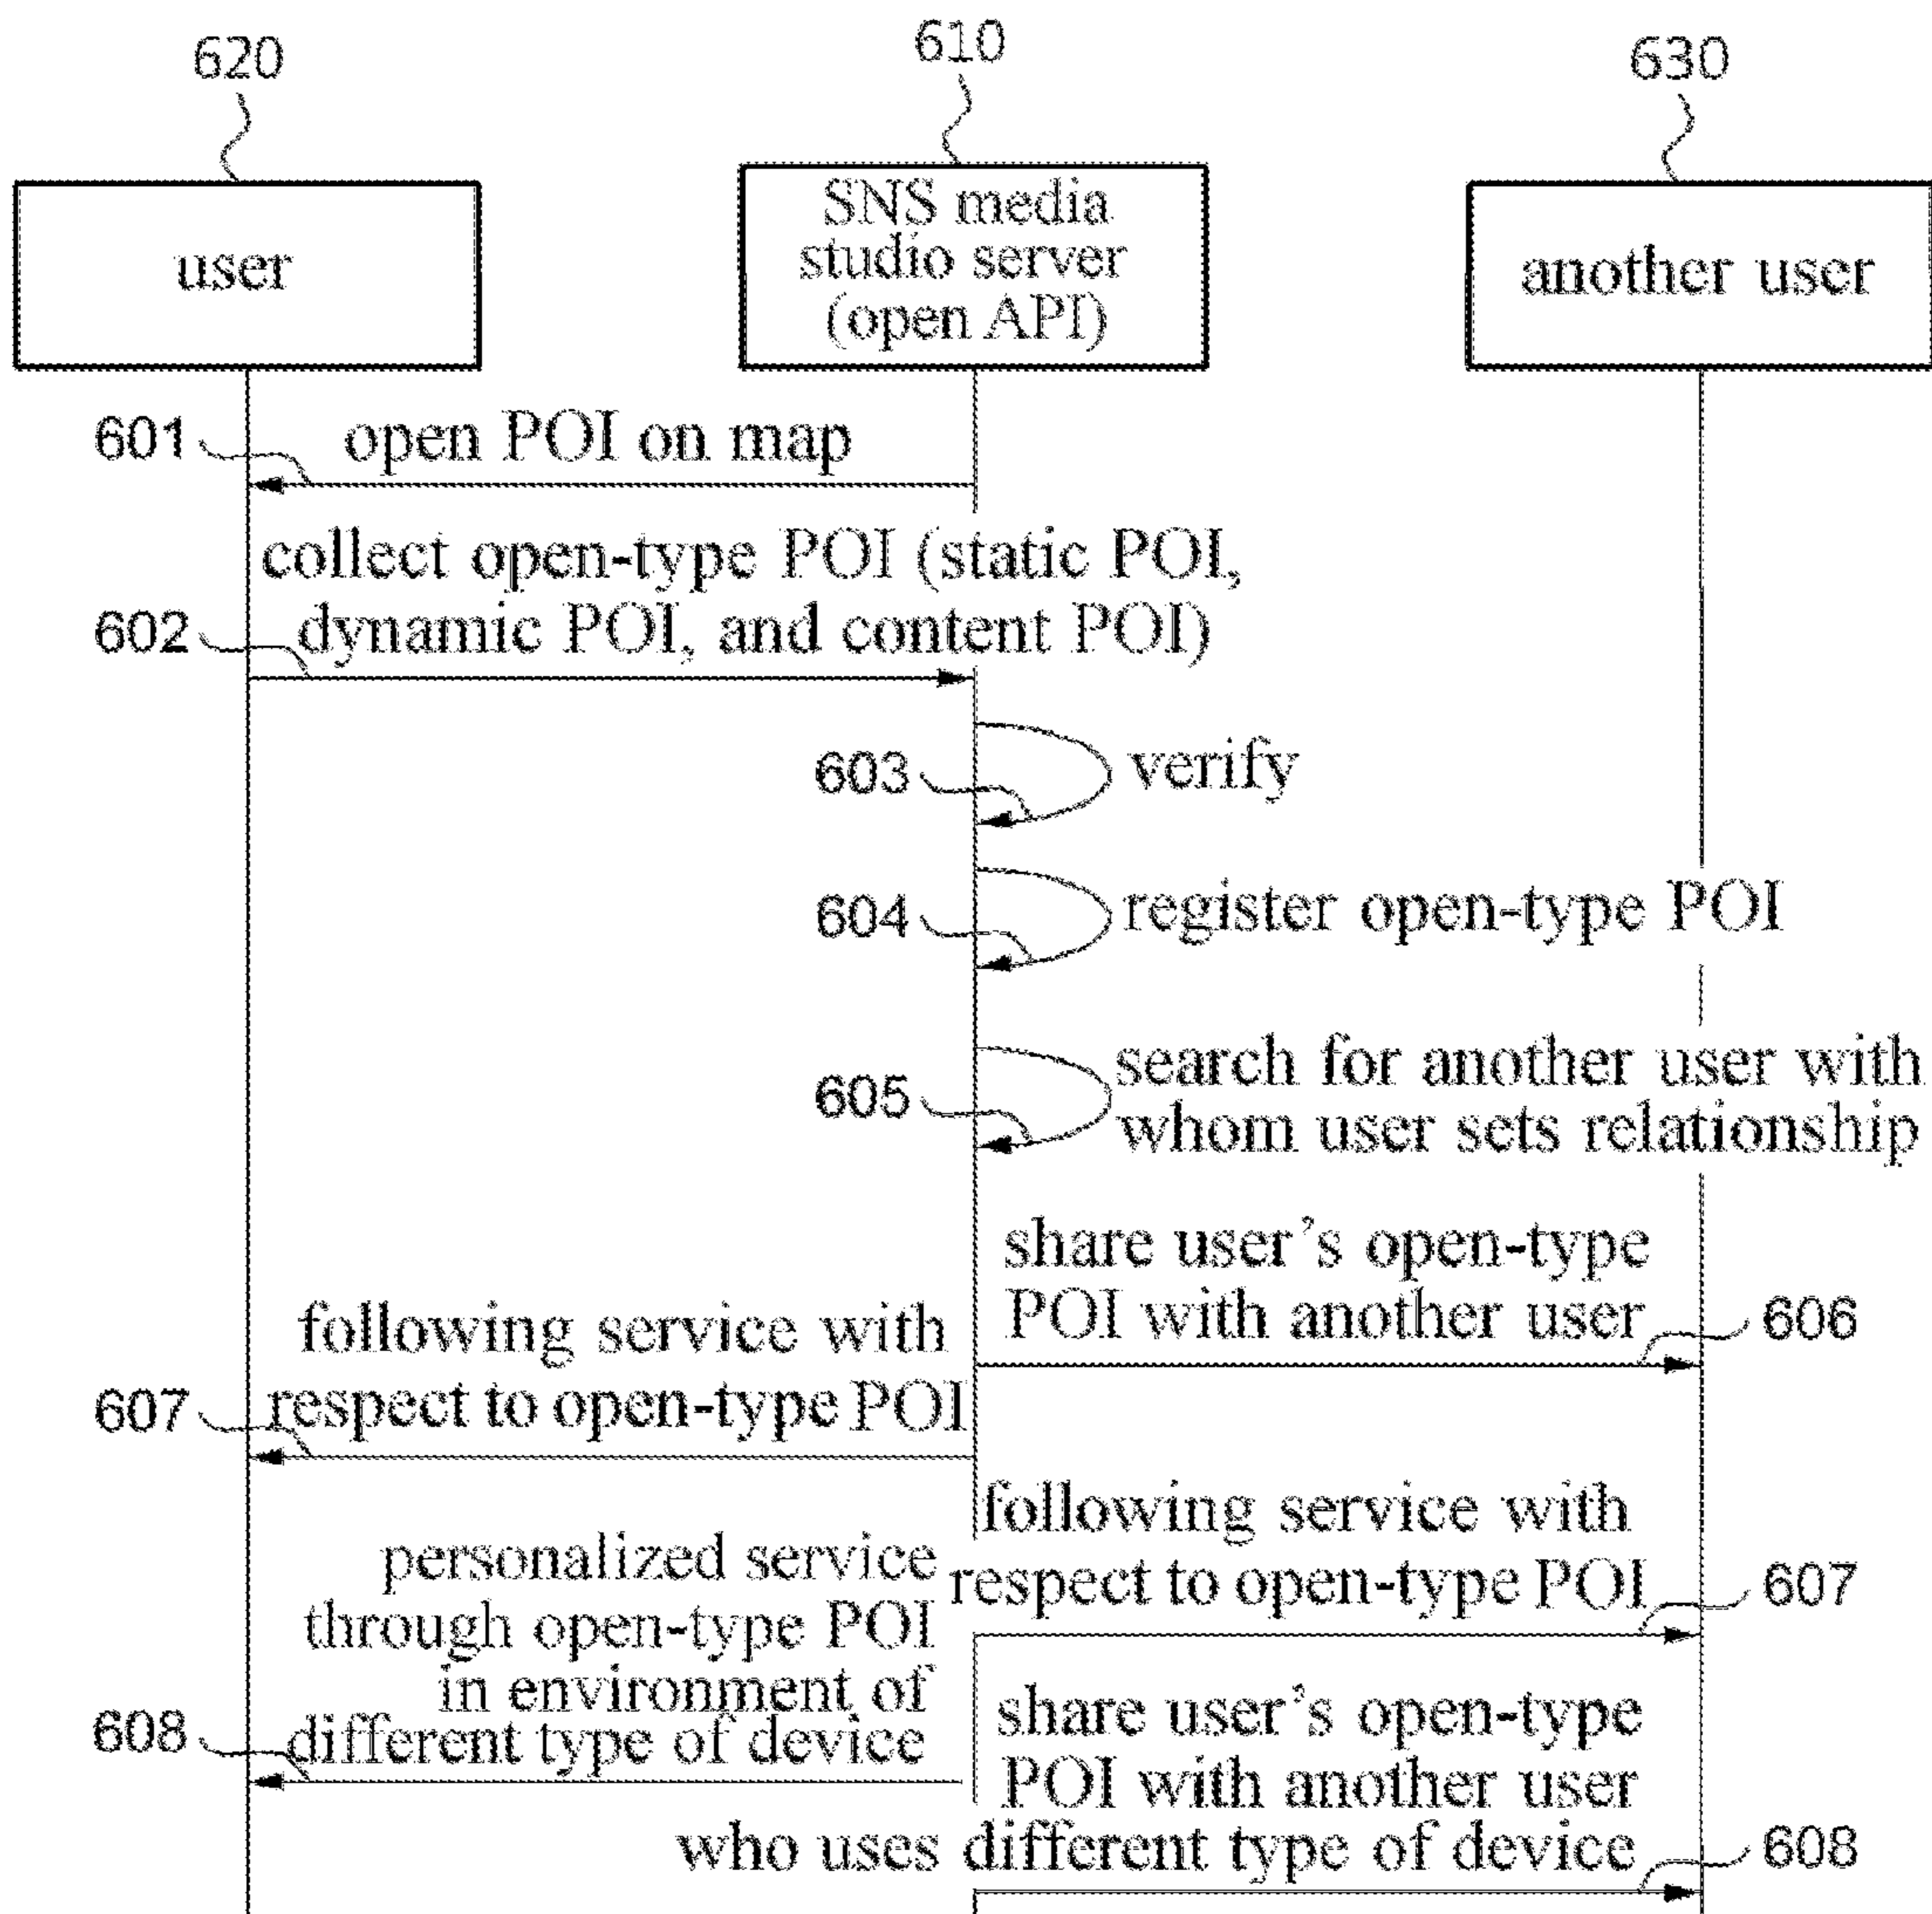 620
610
630
user
SNS media
studio server
(open API)
another user
601
open POI on map
collect open-type POI (static POI,
602
dynamic POI, and content POI)
603
verify
604
register open-type POI
605
search for another user with
whom user sets relationship
share user's open-type
POI with another user
606
following service with
607
respect to open-type POI
following service with
respect to open-type POI
607
personalized service
through open-type POI
in environment of
608
different type of device
share user's open-type
POI with another user
who uses different type of device
608